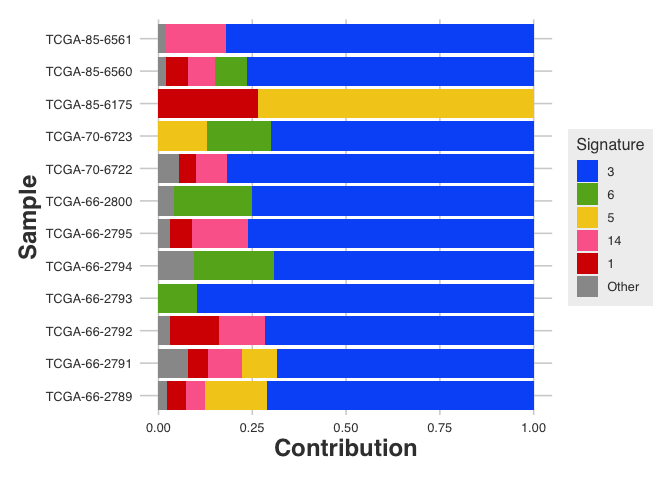 TCGA-85-6561
TCGA-85-6560
TCGA-85-6175
TCGA-70-6723
TCGA-70-6722
TCGA-66-2800
TCGA-66-2795
TCGA-66-2794
TCGA-66-2793
TCGA-66-2792
TCGA-66-2791
TCGA-66-2789
Sample
0.00 0.25 0.50 0.75 1.00
Contribution
Signature
3
6
5
14
1
Other